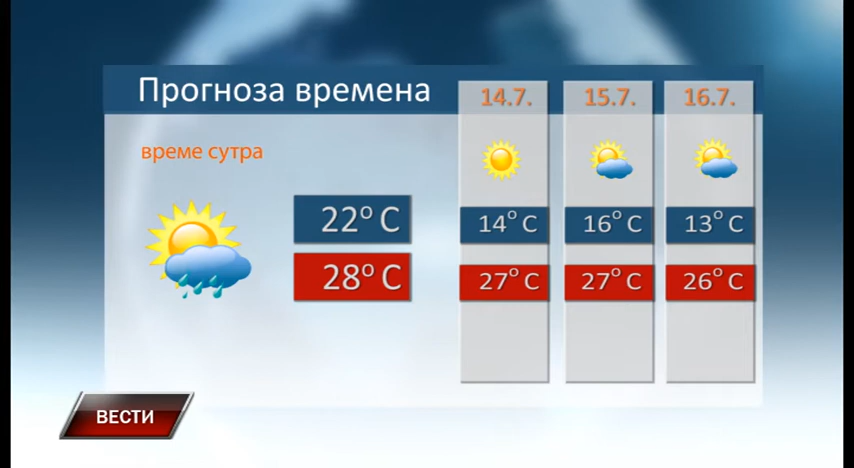 Прогноза времена
време сутра
22° C
28° C
14.7. 15.7. 16.7.
14° C 16° C 13° C
27° C 27° C 26° C
ВЕСТИ